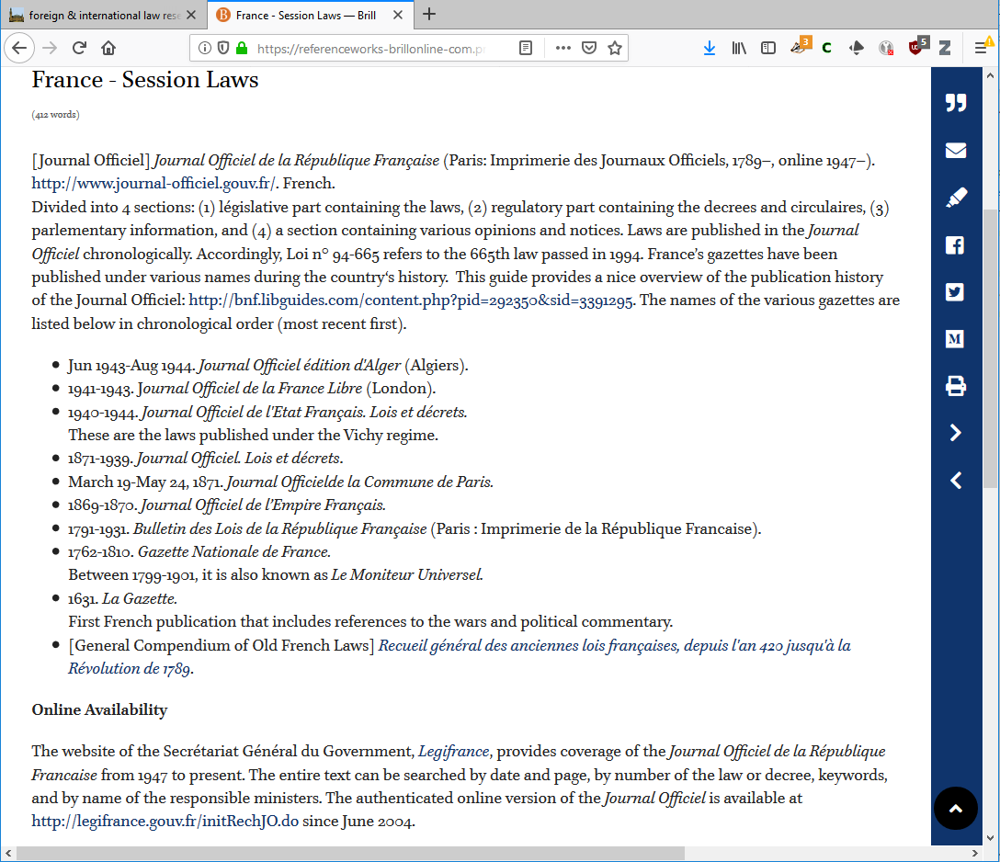 foreign & international law rese
France - Session Laws — Brill
https://referenceworks-brillonline-com.p
3
C
5
Z
France - Session Laws
(412 words)
[Journal Officiel] Journal Officiel de la République Française (Paris: Imprimerie des Journaux Officiels, 1789–, online 1947–).
http://www.journal-officiel.gouv.fr/. French.
Divided into 4 sections: (1) législative part containing the laws, (2) regulatory part containing the decrees and circulaires, (3)
parlementary information, and (4) a section containing various opinions and notices. Laws are published in the Journal
Officiel chronologically. Accordingly, Loi n° 94-665 refers to the 665th law passed in 1994. France's gazettes have been
published under various names during the country‘s history.  This guide provides a nice overview of the publication history
of the Journal Officiel: http://bnf.libguides.com/content.php?pid=292350&sid=3391295. The names of the various gazettes are
listed below in chronological order (most recent first).
• Jun 1943-Aug 1944. Journal Officiel édition d'Alger (Algiers).
• 1941-1943. Journal Officiel de la France Libre (London).
• 1940-1944. Journal Officiel de l'Etat Français. Lois et décrets.
These are the laws published under the Vichy regime.
• 1871-1939. Journal Officiel. Lois et décrets.
• March 19-May 24, 1871. Journal Officielde la Commune de Paris.
• 1869-1870. Journal Officiel de l'Empire Français.
• 1791-1931. Bulletin des Lois de la République Française (Paris : Imprimerie de la République Francaise).
• 1762-1810. Gazette Nationale de France.
Between 1799-1901, it is also known as Le Moniteur Universel.
• 1631. La Gazette.
First French publication that includes references to the wars and political commentary.
• [General Compendium of Old French Laws] Recueil général des anciennes lois françaises, depuis l'an 420 jusqu'à la
Révolution de 1789.
Online Availability
The website of the Secrétariat Général du Government, Legifrance, provides coverage of the Journal Officiel de la République
Francaise from 1947 to present. The entire text can be searched by date and page, by number of the law or decree, keywords,
and by name of the responsible ministers. The authenticated online version of the Journal Officiel is available at
http://legifrance.gouv.fr/initRechJO.do since June 2004.